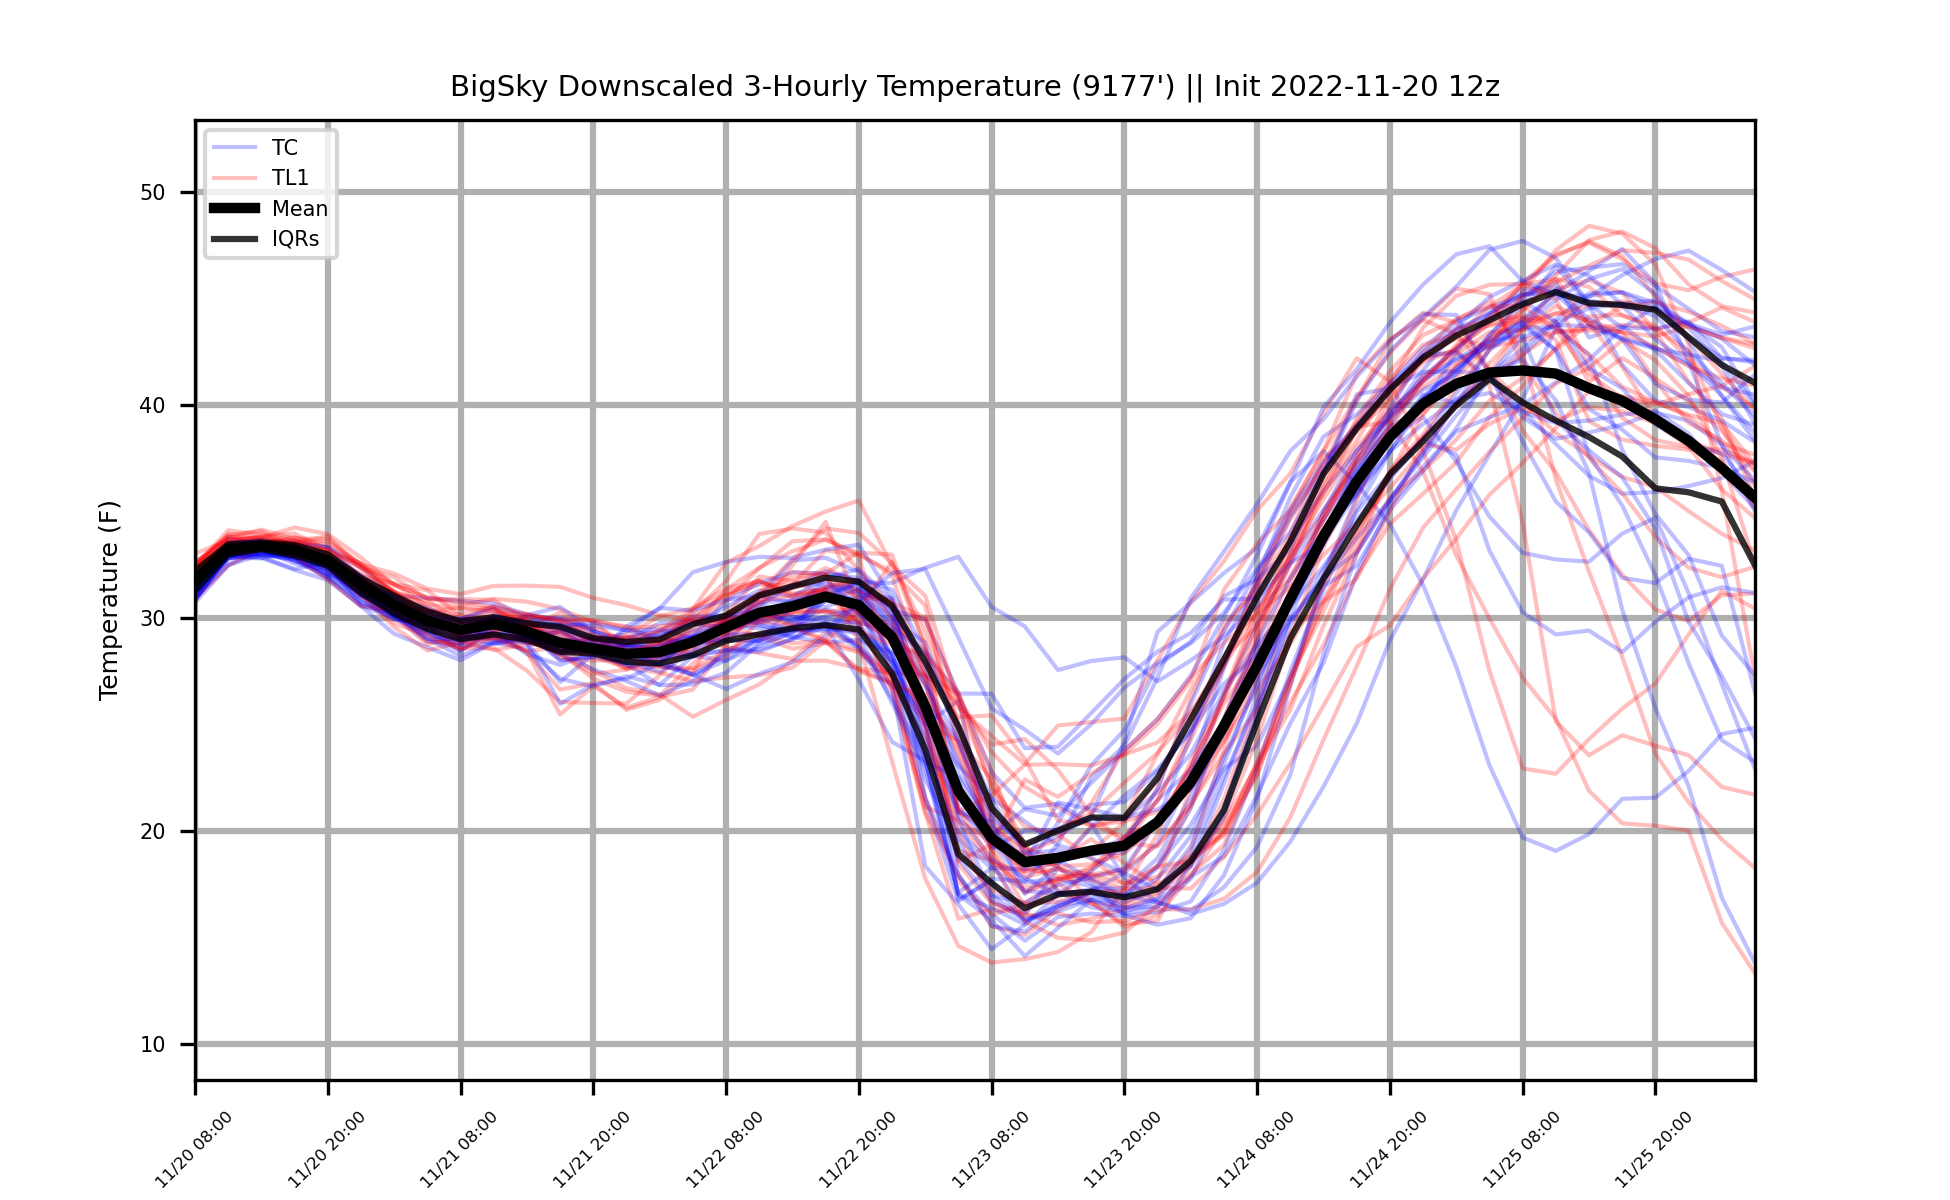 BigSky Downscaled 3-Hourly Temperature (9177') || Init 2022-11-20 12z
TC
TL1
Mean
IQRs
Temperature (F)
50
40
30
20
10
11/20 08:00
11/20 20:00
11/21 08:00
11/21 20:00
11/22 08:00
11/22 20:00
11/23 08:00
11/23 20:00
11/24 08:00
11/24 20:00
11/25 08:00
11/25 20:00